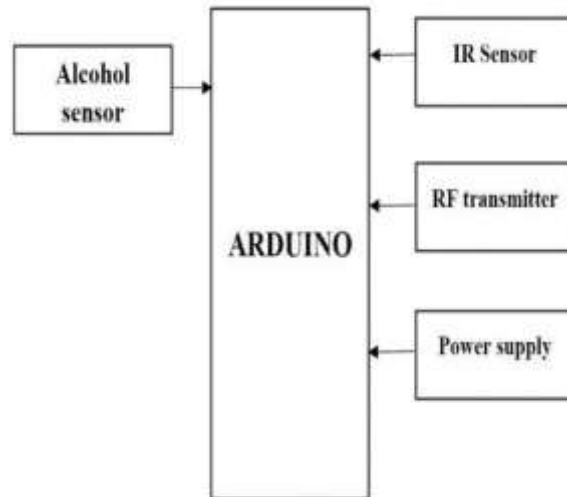 Alcohol
sensor
ARDUINO
IR Sensor
RF transmitter
Power supply